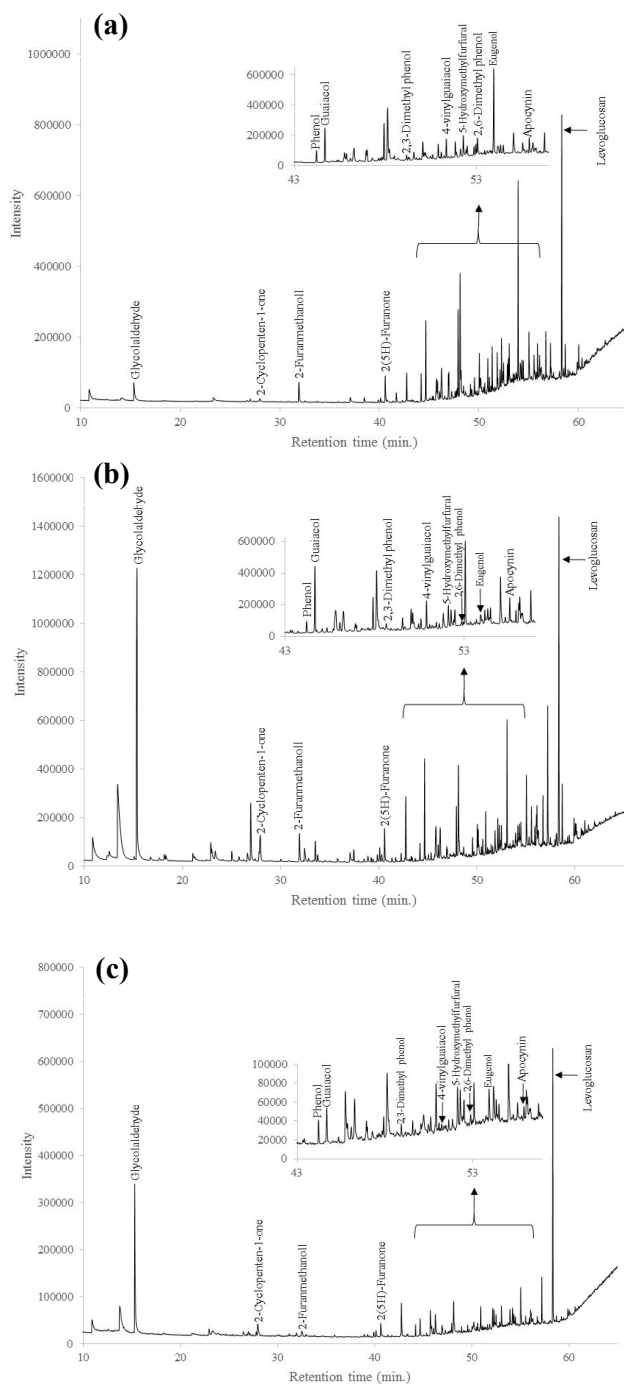 (a)
1000000
800000
600000
400000
200000
0
Intensity
10
20
30
40
50
60
Retention time (min.)
Glycolaldehyde
2-Cyclopenten-1-one
2-Furanmethanoll
2(5H)-Furanone
Levoglucosan
600000
400000
200000
0
43
53
Phenol
Guaiacol
2,3-Dimethyl phenol
4-vinylguaiacol
5-Hydroxymethylfurfural
2,6-Dimethyl phenol
Eugenol
Apocynin
(b)
1600000
1400000
1200000
1000000
800000
600000
400000
200000
0
Intensity
10
20
30
40
50
60
Retention time (min.)
Glycolaldehyde
2-Cyclopenten-1-one
2-Furanmethanoll
2(5H)-Furanone
Levoglucosan
600000
400000
200000
0
43
53
Phenol
Guaiacol
2,3-Dimethyl phenol
4-vinylguaiacol
5-Hydroxymethylfurfural
2,6-Dimethyl phenol
Eugenol
Apocynin
(c)
800000
700000
600000
500000
400000
300000
200000
100000
0
Intensity
10
20
30
40
50
60
Retention time (min.)
Glycolaldehyde
2-Cyclopenten-1-one
2-Furanmethanoll
2(5H)-Furanone
Levoglucosan
100000
80000
60000
40000
20000
0
43
53
Phenol
Guaiacol
2,3-Dimethyl phenol
4-vinylguaiacol
5-Hydroxymethylfurfural
2,6-Dimethyl phenol
Eugenol
Apocynin